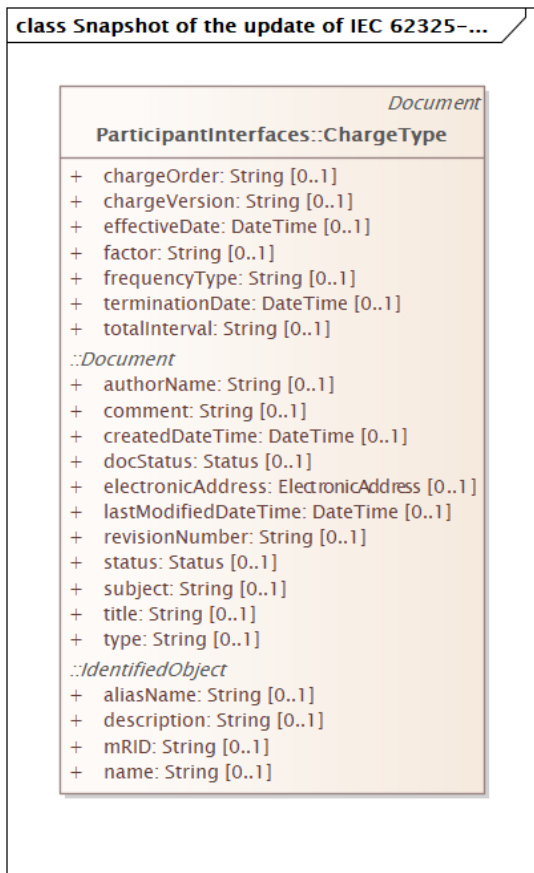 class Snapshot of the update of IEC 62325-...
Document
ParticipantInterfaces::ChargeType
+ chargeOrder: String [0..1]
+ chargeVersion: String [0..1]
+ effectiveDate: DateTime [0..1]
+ factor: String [0..1]
+ frequencyType: String [0..1]
+ terminationDate: DateTime [0..1]
+ totalInterval: String [0..1]
::Document
+ authorName: String [0..1]
+ comment: String [0..1]
+ createdDateTime: DateTime [0..1]
+ docStatus: Status [0..1]
+ electronicAddress: ElectronicAddress [0..1]
+ lastModifiedDateTime: DateTime [0..1]
+ revisionNumber: String [0..1]
+ status: Status [0..1]
+ subject: String [0..1]
+ title: String [0..1]
+ type: String [0..1]
::IdentifiedObject
+ aliasName: String [0..1]
+ description: String [0..1]
+ mRID: String [0..1]
+ name: String [0..1]